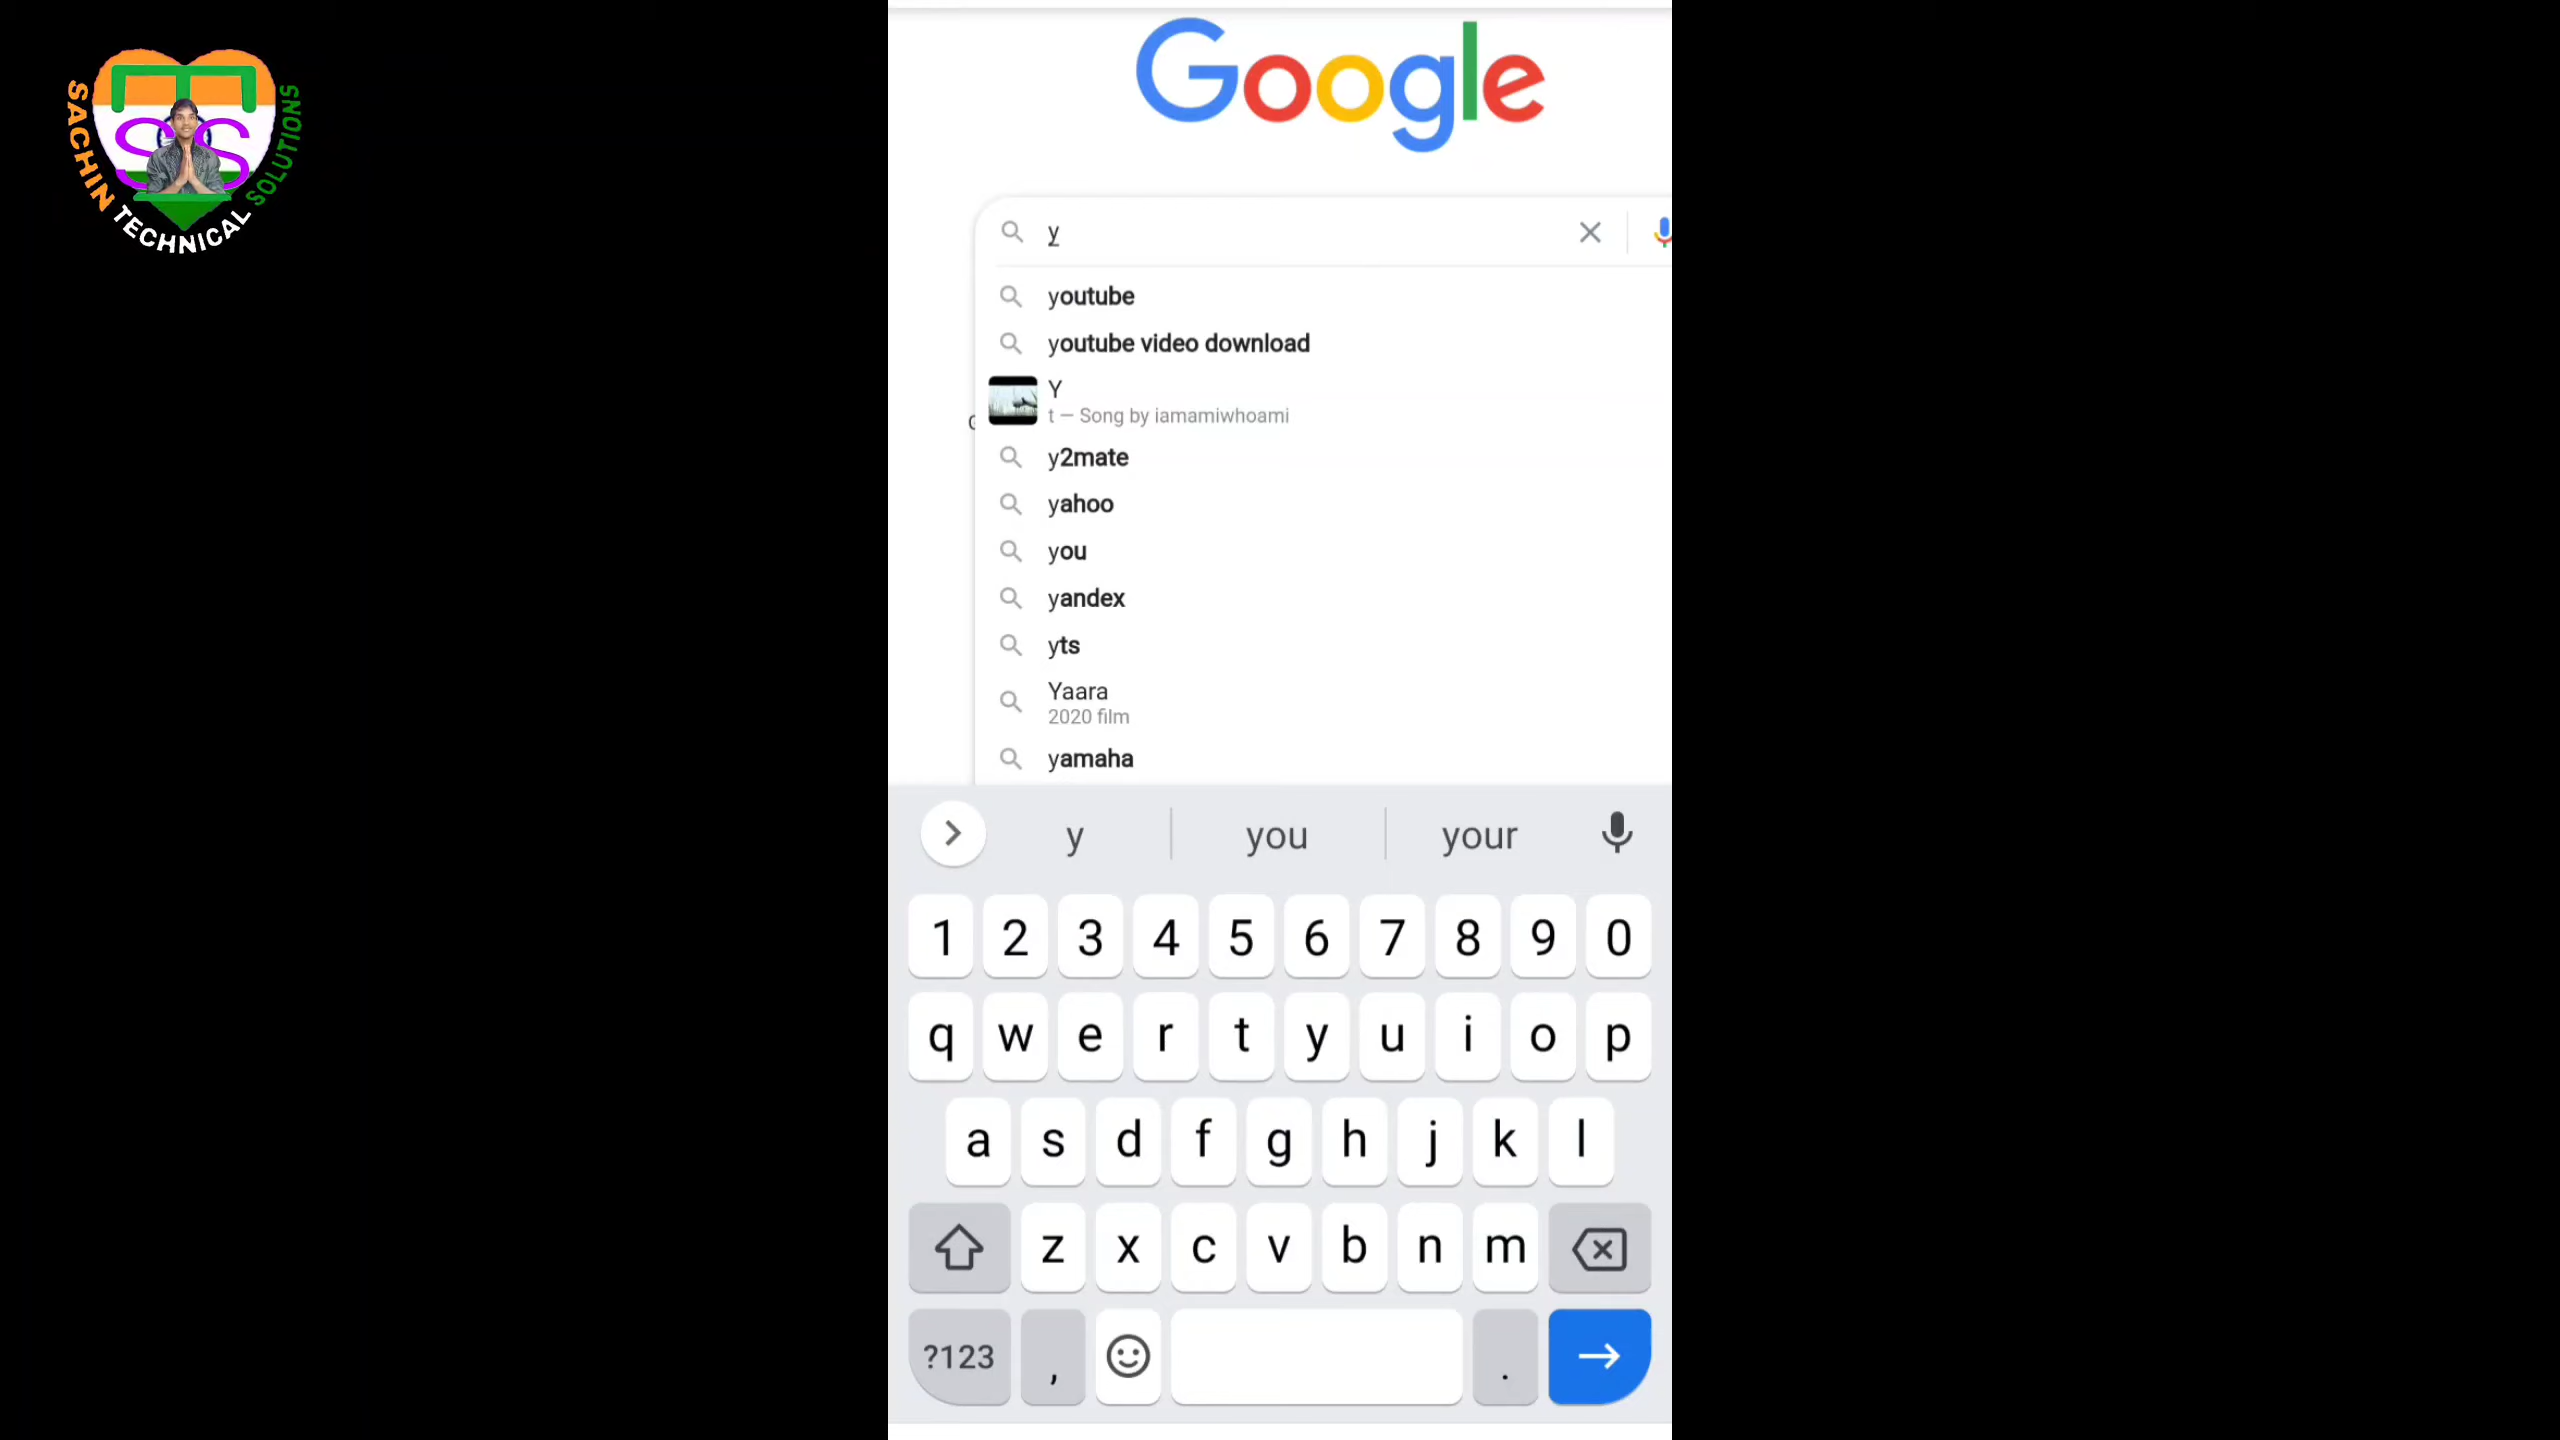 SACHIN TECHNICAL SOLUTIONS
SS
Google
y
youtube
youtube video download
Y
t — Song by iamamiwhoami
y2mate
yahoo
you
yandex
yts
Yaara
2020 film
yamaha
y you your
1 2 3 4 5 6 7 8 9 0
q w e r t y u i o p
a s d f g h j k l
z x c v b n m
?123 , .